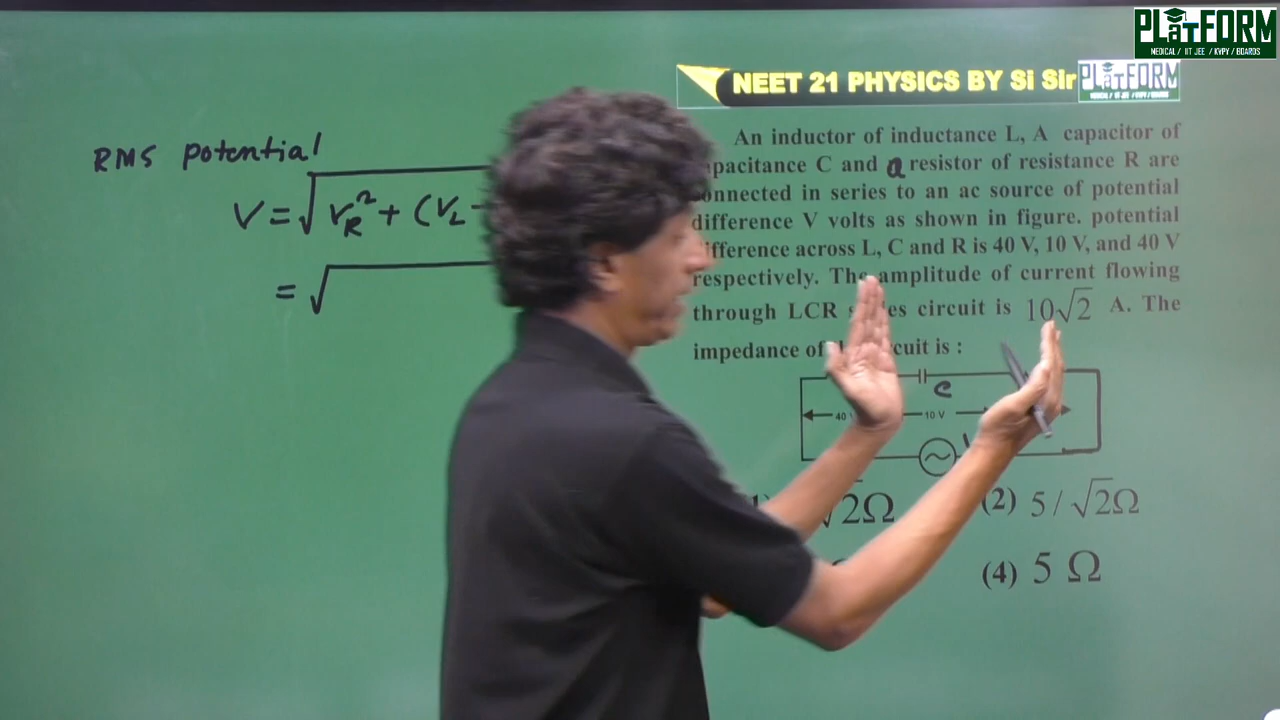 PLATFORM
MEDICAL / IIT JEE / KVPY / BOARDS
NEET 21 PHYSICS BY Si Sir
PLATFORM
RMS potential
V = √ V_R² + (V_L -
= √
An inductor of inductance L, A capacitor of
capacitance C and a resistor of resistance R are
connected in series to an ac source of potential
difference V volts as shown in figure. potential
difference across L, C and R is 40 V, 10 V, and 40 V
respectively. The amplitude of current flowing
through LCR circuit is 10√2 A. The
impedance of cuit is :
C
40
10 V
√2Ω
(2) 5 / √2Ω
(4) 5 Ω